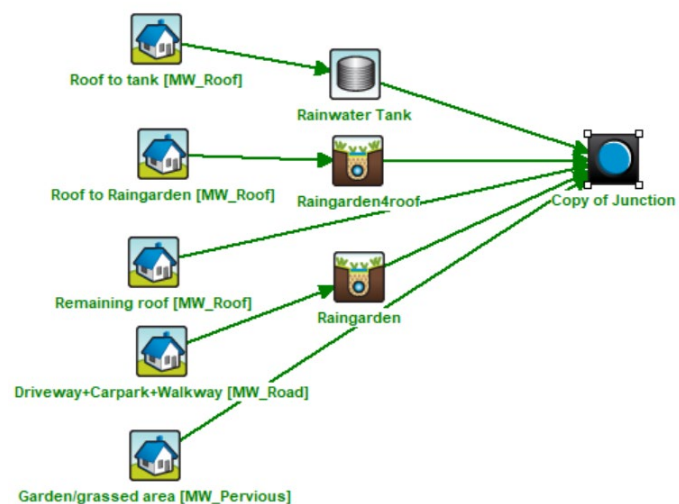 Roof to tank [MW_Roof]
Rainwater Tank
Roof to Raingarden [MW_Roof]
Raingarden4roof
Copy of Junction
Remaining roof [MW_Roof]
Raingarden
Driveway+Carpark+Walkway [MW_Road]
Garden/grassed area [MW_Pervious]